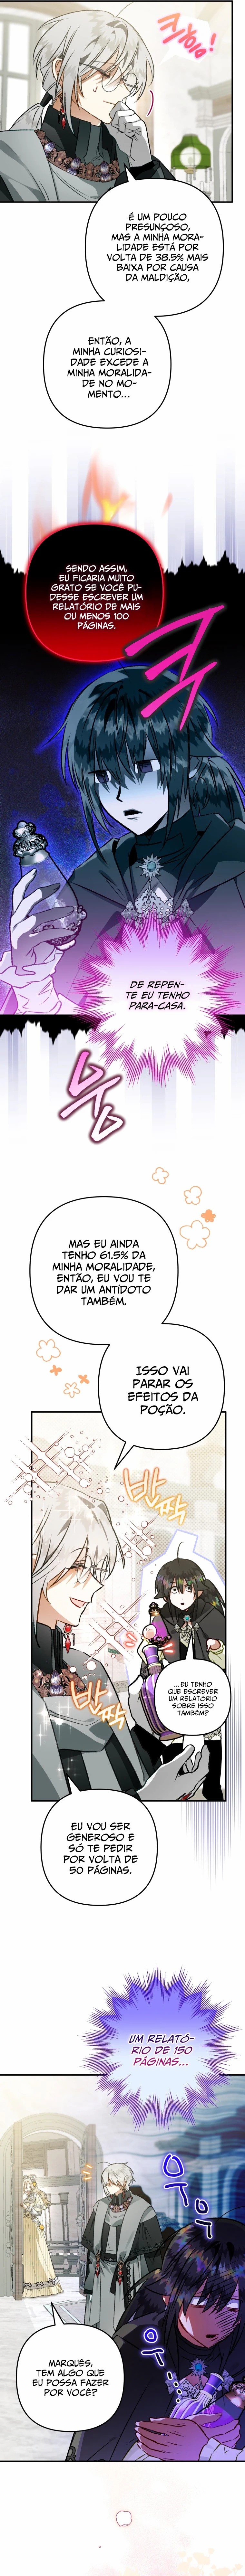 É UM POUCO
PRESUNÇOSO,
MAS A MINHA MORA-
LIDADE ESTÁ POR
VOLTA DE 38.5% MAIS
BAIXA POR CAUSA
DA MALDIÇÃO,
ENTÃO, A
MINHA CURIOSI-
DADE EXCEDE A
MINHA MORALIDA-
DE NO MO-
MENTO...
SENDO ASSIM,
EU FICARIA MUITO
GRATO SE VOCÊ PU-
DESSE ESCREVER UM
RELATÓRIO DE MAIS
OU MENOS 100
PÁGINAS.
DE REPEN-
TE EU TENHO
PARA-CASA.
MAS EU AINDA
TENHO 61.5% DA
MINHA MORALIDADE,
ENTÃO, EU VOU TE
DAR UM ANTÍDOTO
TAMBÉM.
ISSO VAI
PARAR OS
EFEITOS DA
POÇÃO.
...EU TENHO
QUE ESCREVER
UM RELATÓRIO
SOBRE ISSO
TAMBÉM?
EU VOU SER
GENEROSO E
SÓ TE PEDIR
POR VOLTA DE
50 PÁGINAS.
UM RELATÓ-
RIO DE 150
PÁGINAS...
MARQUÊS,
TEM ALGO QUE
EU POSSA FAZER
POR VOCÊ?